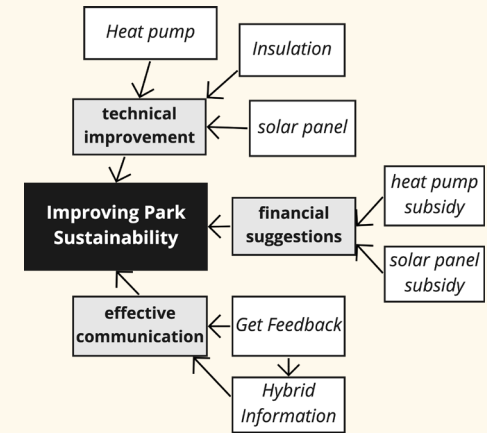 Heat pump
Insulation
technical
improvement
solar panel
Improving Park
Sustainability
financial
suggestions
heat pump
subsidy
solar panel
subsidy
effective
communication
Get Feedback
Hybrid
Information